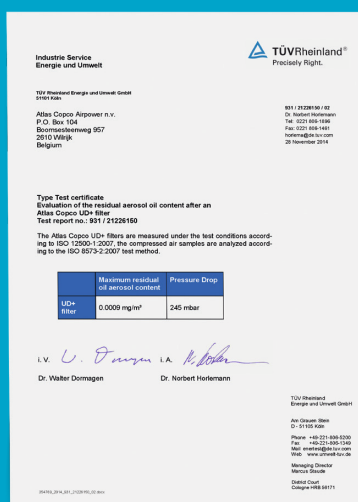 Industrie Service
Energie und Umwelt
TÜVRheinland®
Precisely Right.
TÜV Rheinland Energie und Umwelt GmbH
51101 Köln
Atlas Copco Airpower n.v.
P.O. Box 104
Boomsesteenweg 957
2610 Wilrijk
Belgium
931 / 21226150 / 02
Dr. Norbert Horlemann
Tel: 0221 806-1696
Fax: 0221 806-1491
horlema@de.tuv.com
28 November 2014
Type Test certificate
Evaluation of the residual aerosol oil content after an
Atlas Copco UD+ filter
Test report no.: 931 / 21226150
The Atlas Copco UD+ filters are measured under the test conditions accord-
ing to ISO 12500-1:2007, the compressed air samples are analyzed accord-
ing to the ISO 8573-2:2007 test method.
Maximum residual Pressure Drop
oil aerosol content
UD+
filter
0.0009 mg/m³ 245 mbar
i. V. i. A.
Dr. Walter Dormagen Dr. Norbert Horlemann
TÜV Rheinland
Energie und Umwelt GmbH
Am Grauen Stein
D - 51105 Köln
Phone +49-221-806-5200
Fax +49-221-806-1349
Mail enertest@de.tuv.com
Web www.umwelt-tuv.de
Managing Director
Marcus Staude
District Court
Cologne HRB 56171